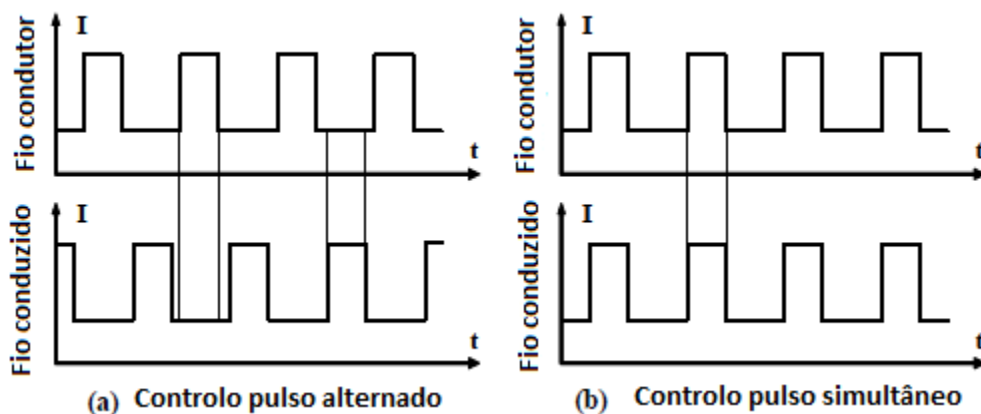 I
Fio condutor
t
I
Fio conduzido
t
(a) Controlo pulso alternado
I
Fio condutor
t
I
Fio conduzido
t
(b) Controlo pulso simultâneo